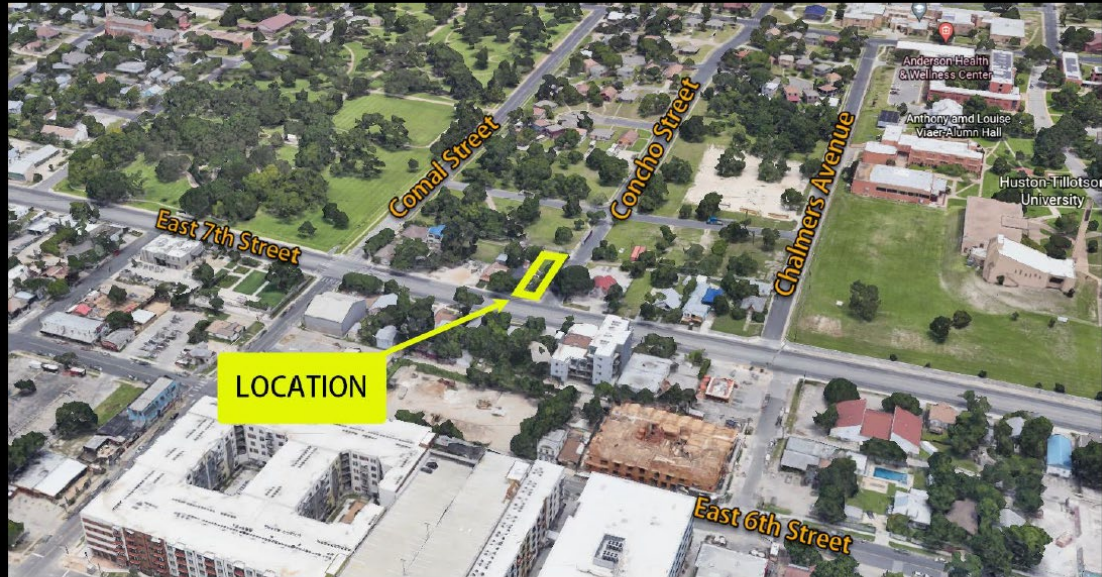 Anderson Health
& Wellness Center
Anthony amd Louise
Viaer-Alumn Hall
Huston-Tillotson
University
Comal Street
Concho Street
Chalmers Avenue
East 7th Street
LOCATION
East 6th Street